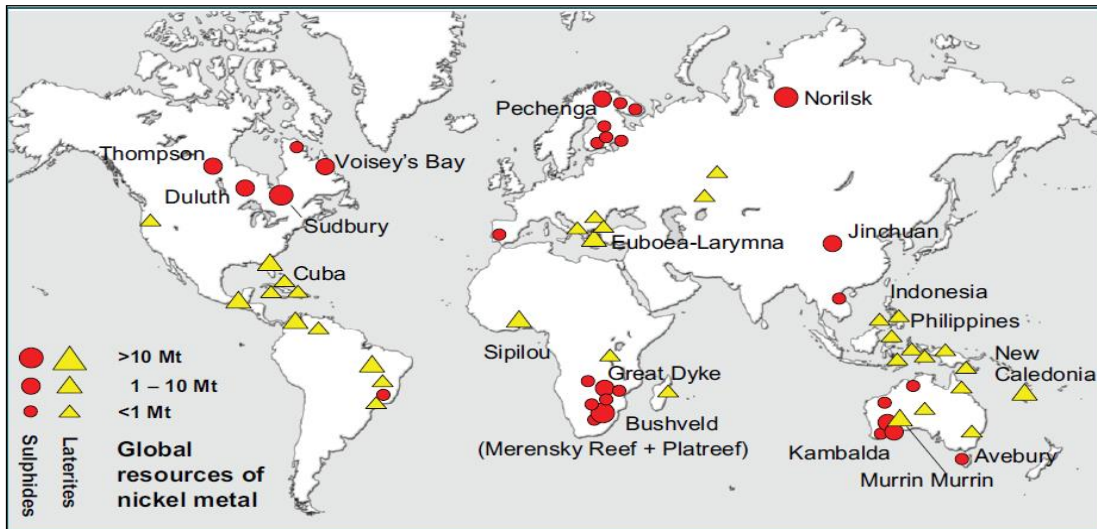 Pechenga
Norilsk
Thompson
Voisey's Bay
Duluth
Sudbury
Jinchuan
Euboea-Larymna
Cuba
Indonesia
Philippines
Sipilou
New
Caledonia
Great Dyke
Bushveld
(Merensky Reef + Platreef)
Kambalda
Avebury
Murrin Murrin
>10 Mt
1 – 10 Mt
<1 Mt
Sulphides
Laterites
Global
resources of
nickel metal